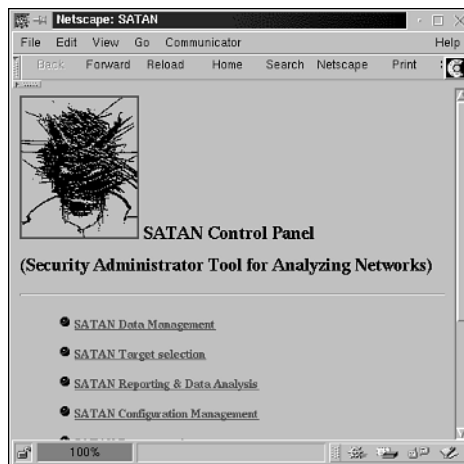 Netscape: SATAN
File Edit View Go Communicator Help
Back Forward Reload Home Search Netscape Print
SATAN Control Panel
(Security Administrator Tool for Analyzing Networks)
SATAN Data Management
SATAN Target selection
SATAN Reporting & Data Analysis
SATAN Configuration Management
100%